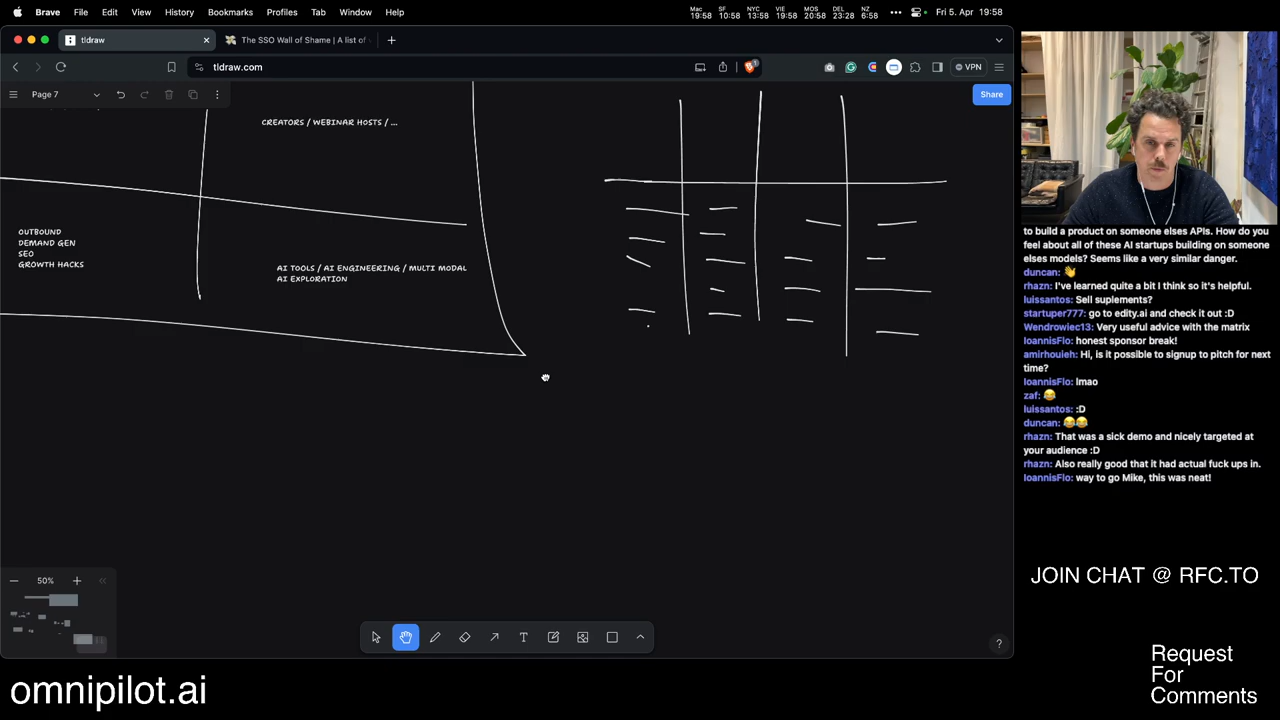 Brave File Edit View History Bookmarks Profiles Tab Window Help
Mac 19:58 SF 10:58 NYC 13:58 VIE 19:58 MOS 20:58 DEL 23:28 NZ 6:58
Fri 5. Apr 19:58
tldraw
The SSO Wall of Shame | A list of
tldraw.com
VPN
Page 7
Share
CREATORS / WEBINAR HOSTS / ...
OUTBOUND
DEMAND GEN
SEO
GROWTH HACKS
AI TOOLS / AI ENGINEERING / MULTI MODAL
AI EXPLORATION
50%
to build a product on someone elses APIs. How do you
feel about all of these AI startups building on someone
elses models? Seems like a very similar danger.
duncan: 👋
rhazn: I've learned quite a bit I think so it's helpful.
luissantos: Sell suplements?
startuper777: go to edity.ai and check it out :D
Wendrowiec13: Very useful advice with the matrix
IoannisFlo: honest sponsor break!
amirhouieh: Hi, is it possible to signup to pitch for next
time?
IoannisFlo: lmao
zaf: 😂
luissantos: :D
duncan: 😂😂
rhazn: That was a sick demo and nicely targeted at
your audience :D
rhazn: Also really good that it had actual fuck ups in.
IoannisFlo: way to go Mike, this was neat!
JOIN CHAT @ RFC.TO
omnipilot.ai
Request
For
Comments